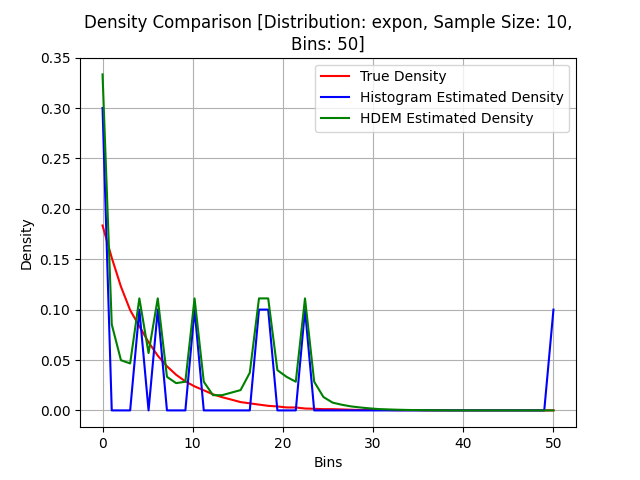 Density Comparison [Distribution: expon, Sample Size: 10,
Bins: 50]
True Density
Histogram Estimated Density
HDEM Estimated Density
Density
0.35
0.30
0.25
0.20
0.15
0.10
0.05
0.00
0 10 20 30 40 50
Bins